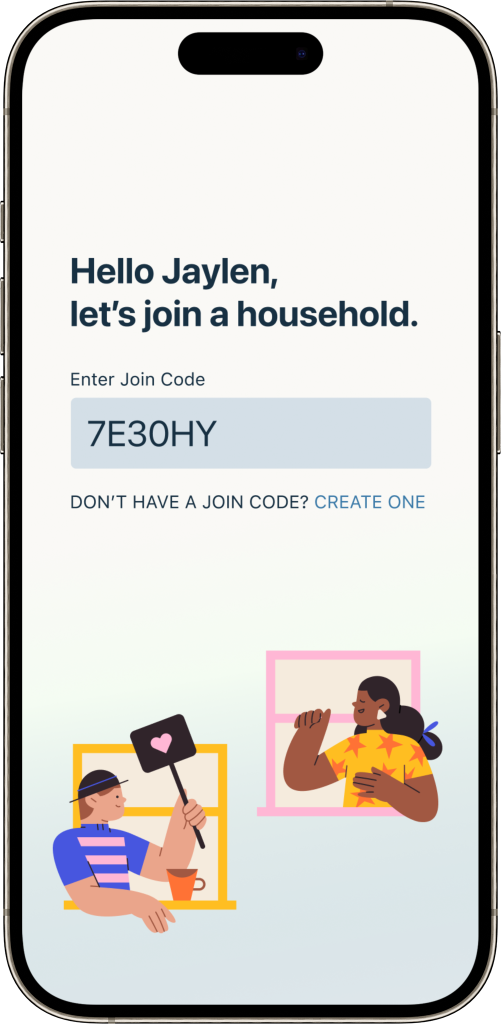 Hello Jaylen,
let’s join a household.
Enter Join Code
7E30HY
DON’T HAVE A JOIN CODE? CREATE ONE